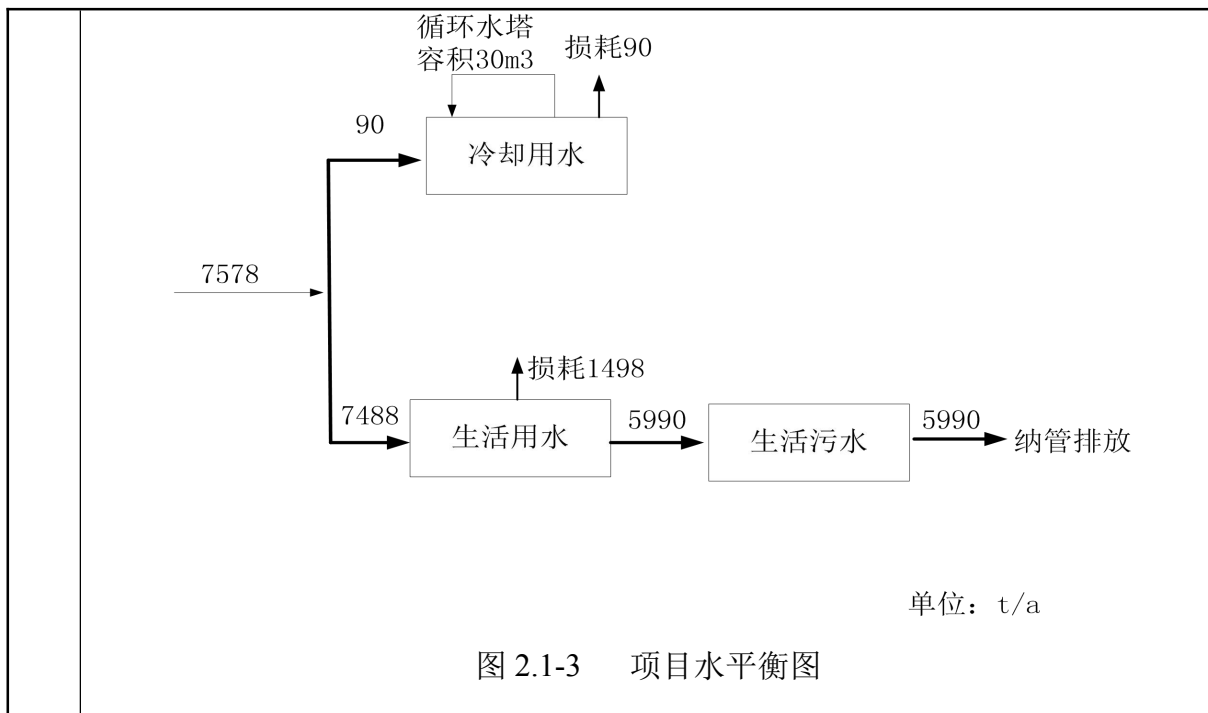 循环水塔
容积30m3
损耗90
90
冷却用水
7578
损耗1498
7488
生活用水
5990
生活污水
5990
纳管排放
单位：t/a
图 2.1-3 项目水平衡图